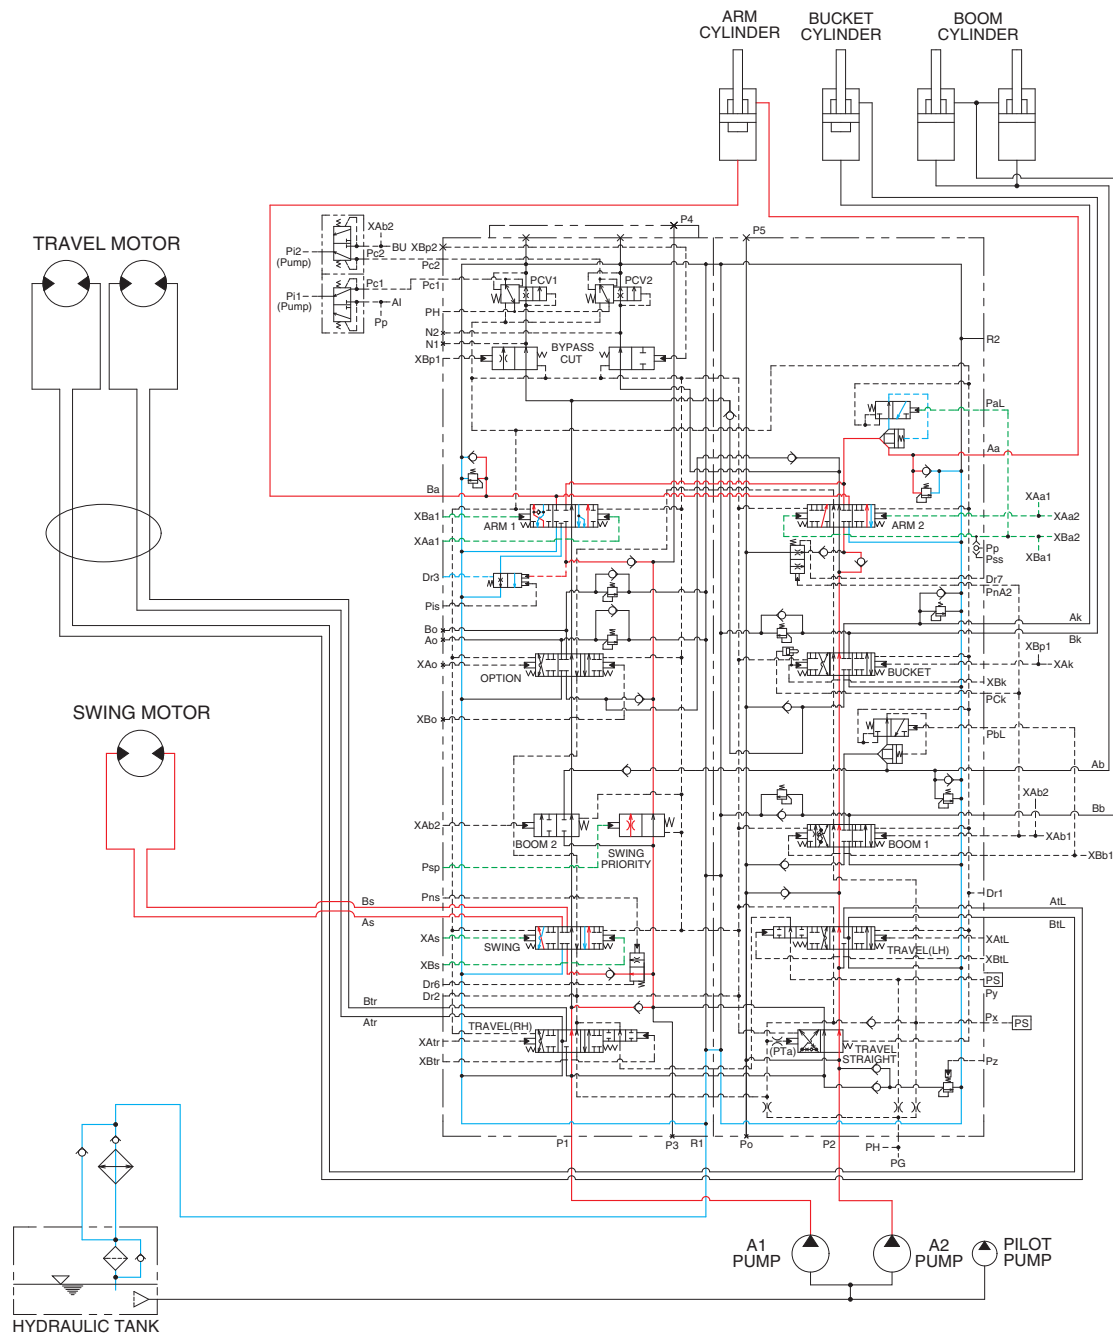 ARM
CYLINDER
BUCKET
CYLINDER
BOOM
CYLINDER
TRAVEL MOTOR
SWING MOTOR
HYDRAULIC TANK
XAb2
Pi2
(Pump)
BU
Pc2
Pc1
Pi1
(Pump)
AI
Pp
P4
P5
XBp2
Pc2
Pc1
PCV1
PCV2
PH
N2
N1
BYPASS
CUT
XBp1
R2
PaL
Aa
Ba
XAa1
XBa1
ARM 1
ARM 2
XAa2
XAa1
XBa2
Pp
Pss
XBa1
Dr3
Dr7
Pis
PnA2
Ak
Bo
Ao
Bk
XBp1
XAo
OPTION
BUCKET
XAk
XBk
PCk
XBo
PbL
Ab
XAb2
Bb
XAb2
BOOM 2
SWING
PRIORITY
BOOM 1
XAb1
XBb1
Psp
Pns
Dr1
Bs
AtL
As
BtL
XAs
SWING
TRAVEL(LH)
XAtL
XBs
XBtL
Dr6
PS
Dr2
Py
Btr
Px
PS
Atr
TRAVEL(RH)
XAtr
(PTa)
TRAVEL
STRAIGHT
XBtr
Pz
P1
P3
R1
Po
P2
PH
PG
A1
PUMP
A2
PUMP
PILOT
PUMP